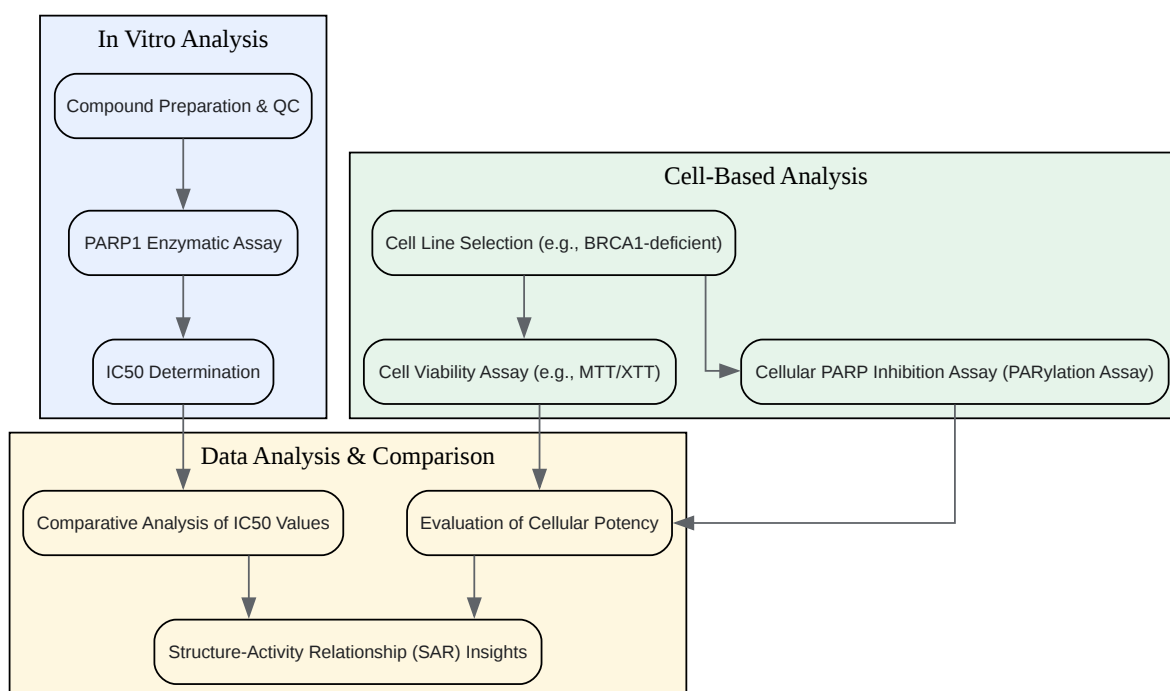 In Vitro Analysis
Compound Preparation & QC
PARP1 Enzymatic Assay
IC50 Determination
Cell-Based Analysis
Cell Line Selection (e.g., BRCA1-deficient)
Cell Viability Assay (e.g., MTT/XTT)
Cellular PARP Inhibition Assay (PARylation Assay)
Data Analysis & Comparison
Comparative Analysis of IC50 Values
Evaluation of Cellular Potency
Structure-Activity Relationship (SAR) Insights